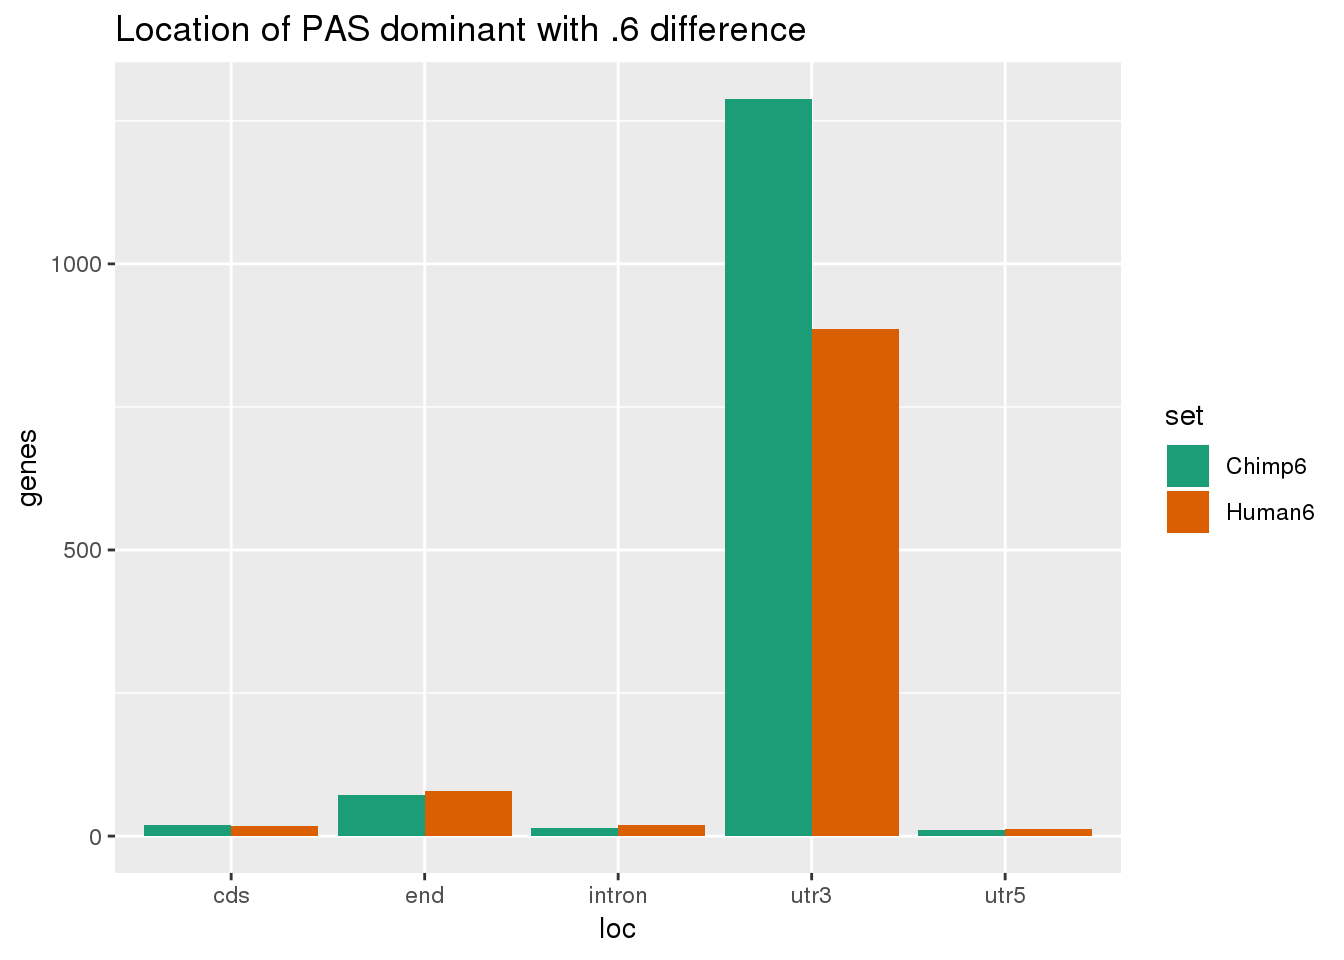 Location of PAS dominant with .6 difference
genes
1000
500
0
cds
end
intron
utr3
utr5
loc
set
Chimp6
Human6